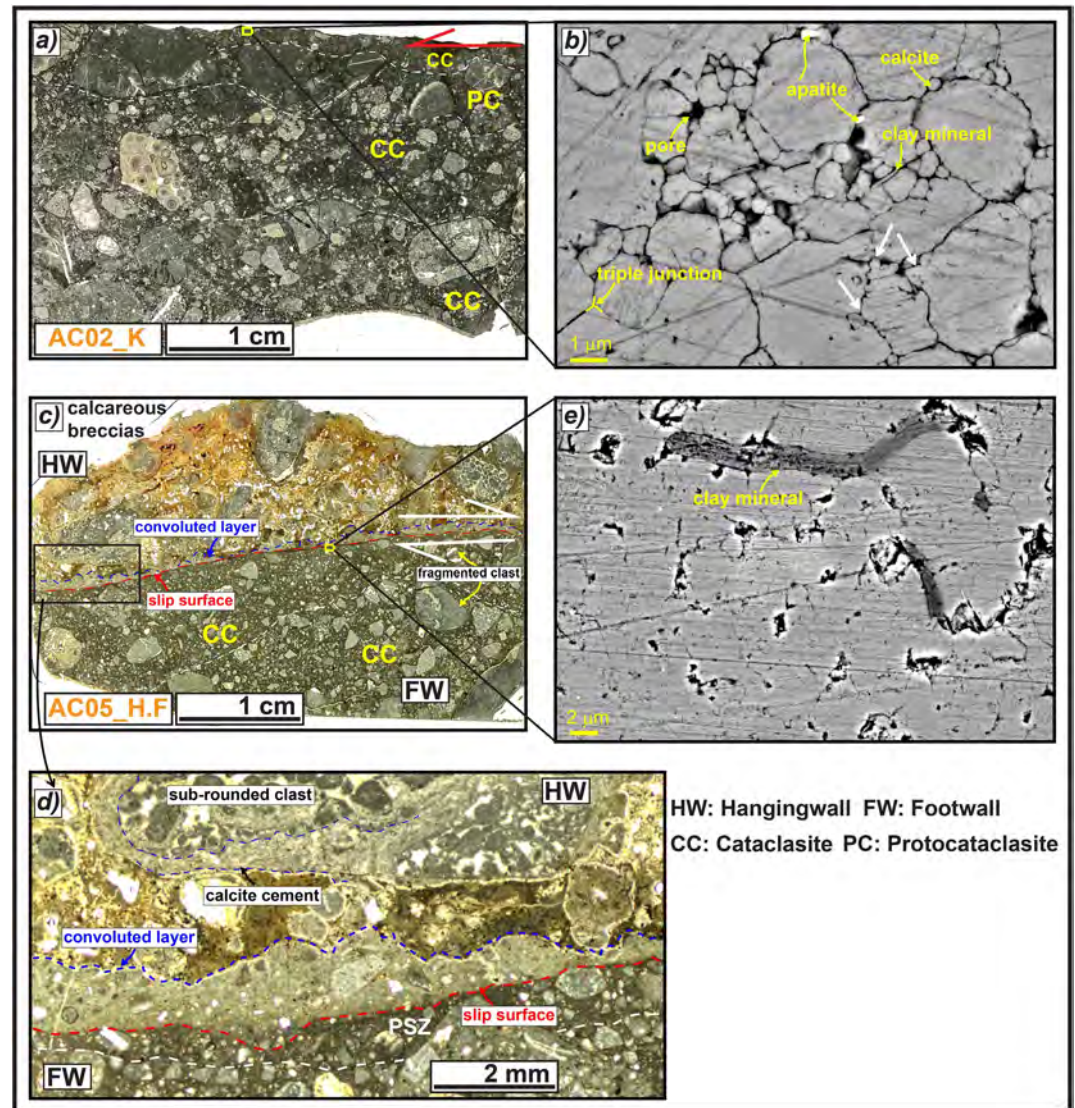 a)
CC
PC
CC
CC
AC02_K
1 cm
b)
calcite
apatite
clay mineral
pore
triple junction
1 µm
c)
calcareous
breccias
HW
convoluted layer
fragmented clast
slip surface
CC
CC
FW
AC05_H.F
1 cm
e)
clay mineral
2 µm
d)
sub-rounded clast
HW
calcite cement
convoluted layer
slip surface
PSZ
FW
2 mm
HW: Hangingwall FW: Footwall
CC: Cataclasite PC: Protocataclasite